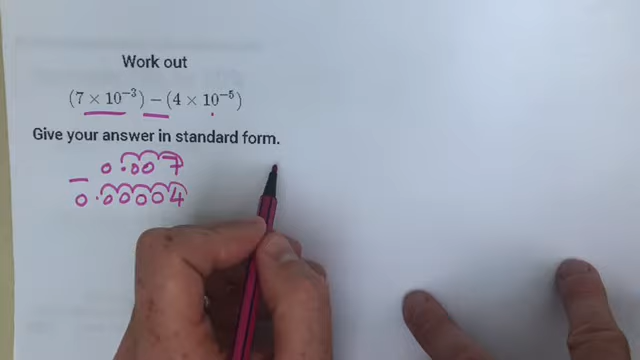 Work out
(7 × 10⁻³) − (4 × 10⁻⁵)
Give your answer in standard form.
0.007
− 0.00004